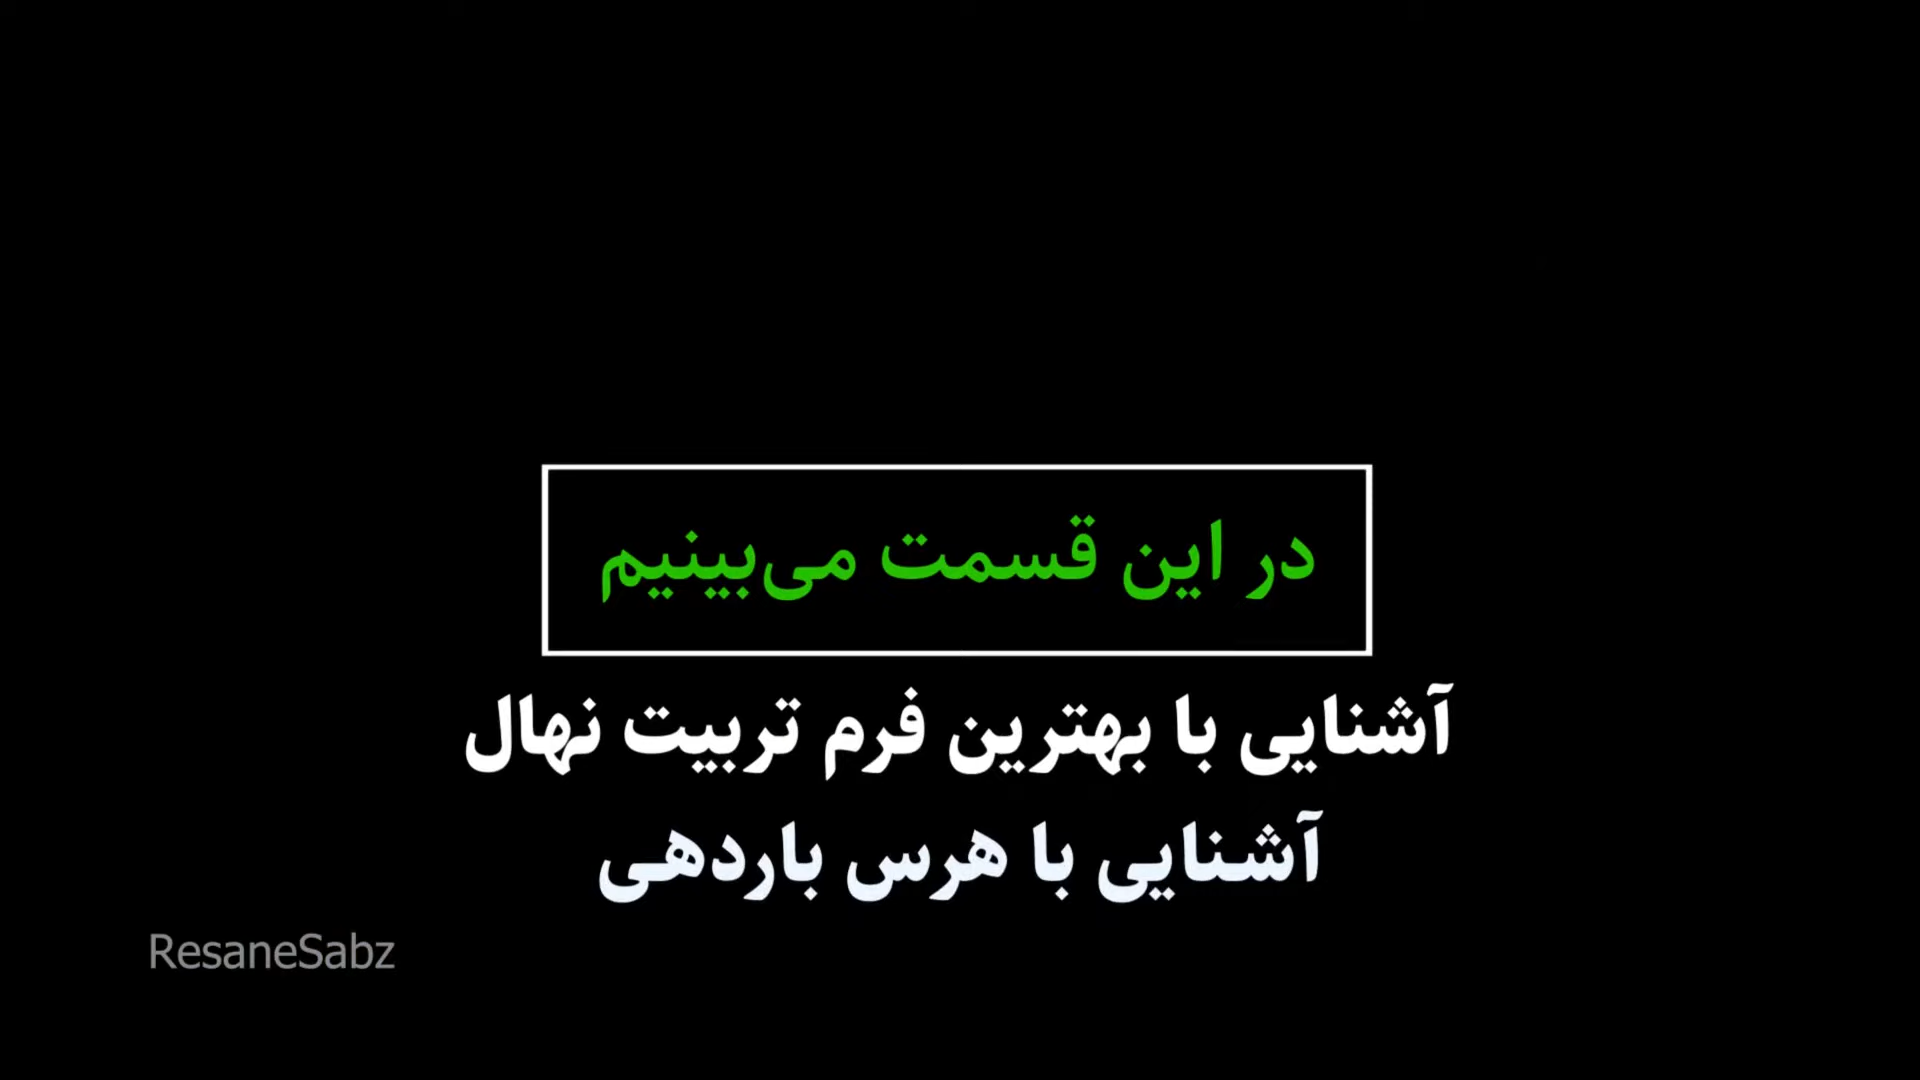 در این قسمت می‌بینیم
آشنایی با بهترین فرم تربیت نهال
آشنایی با هرس باردهی
ResaneSabz